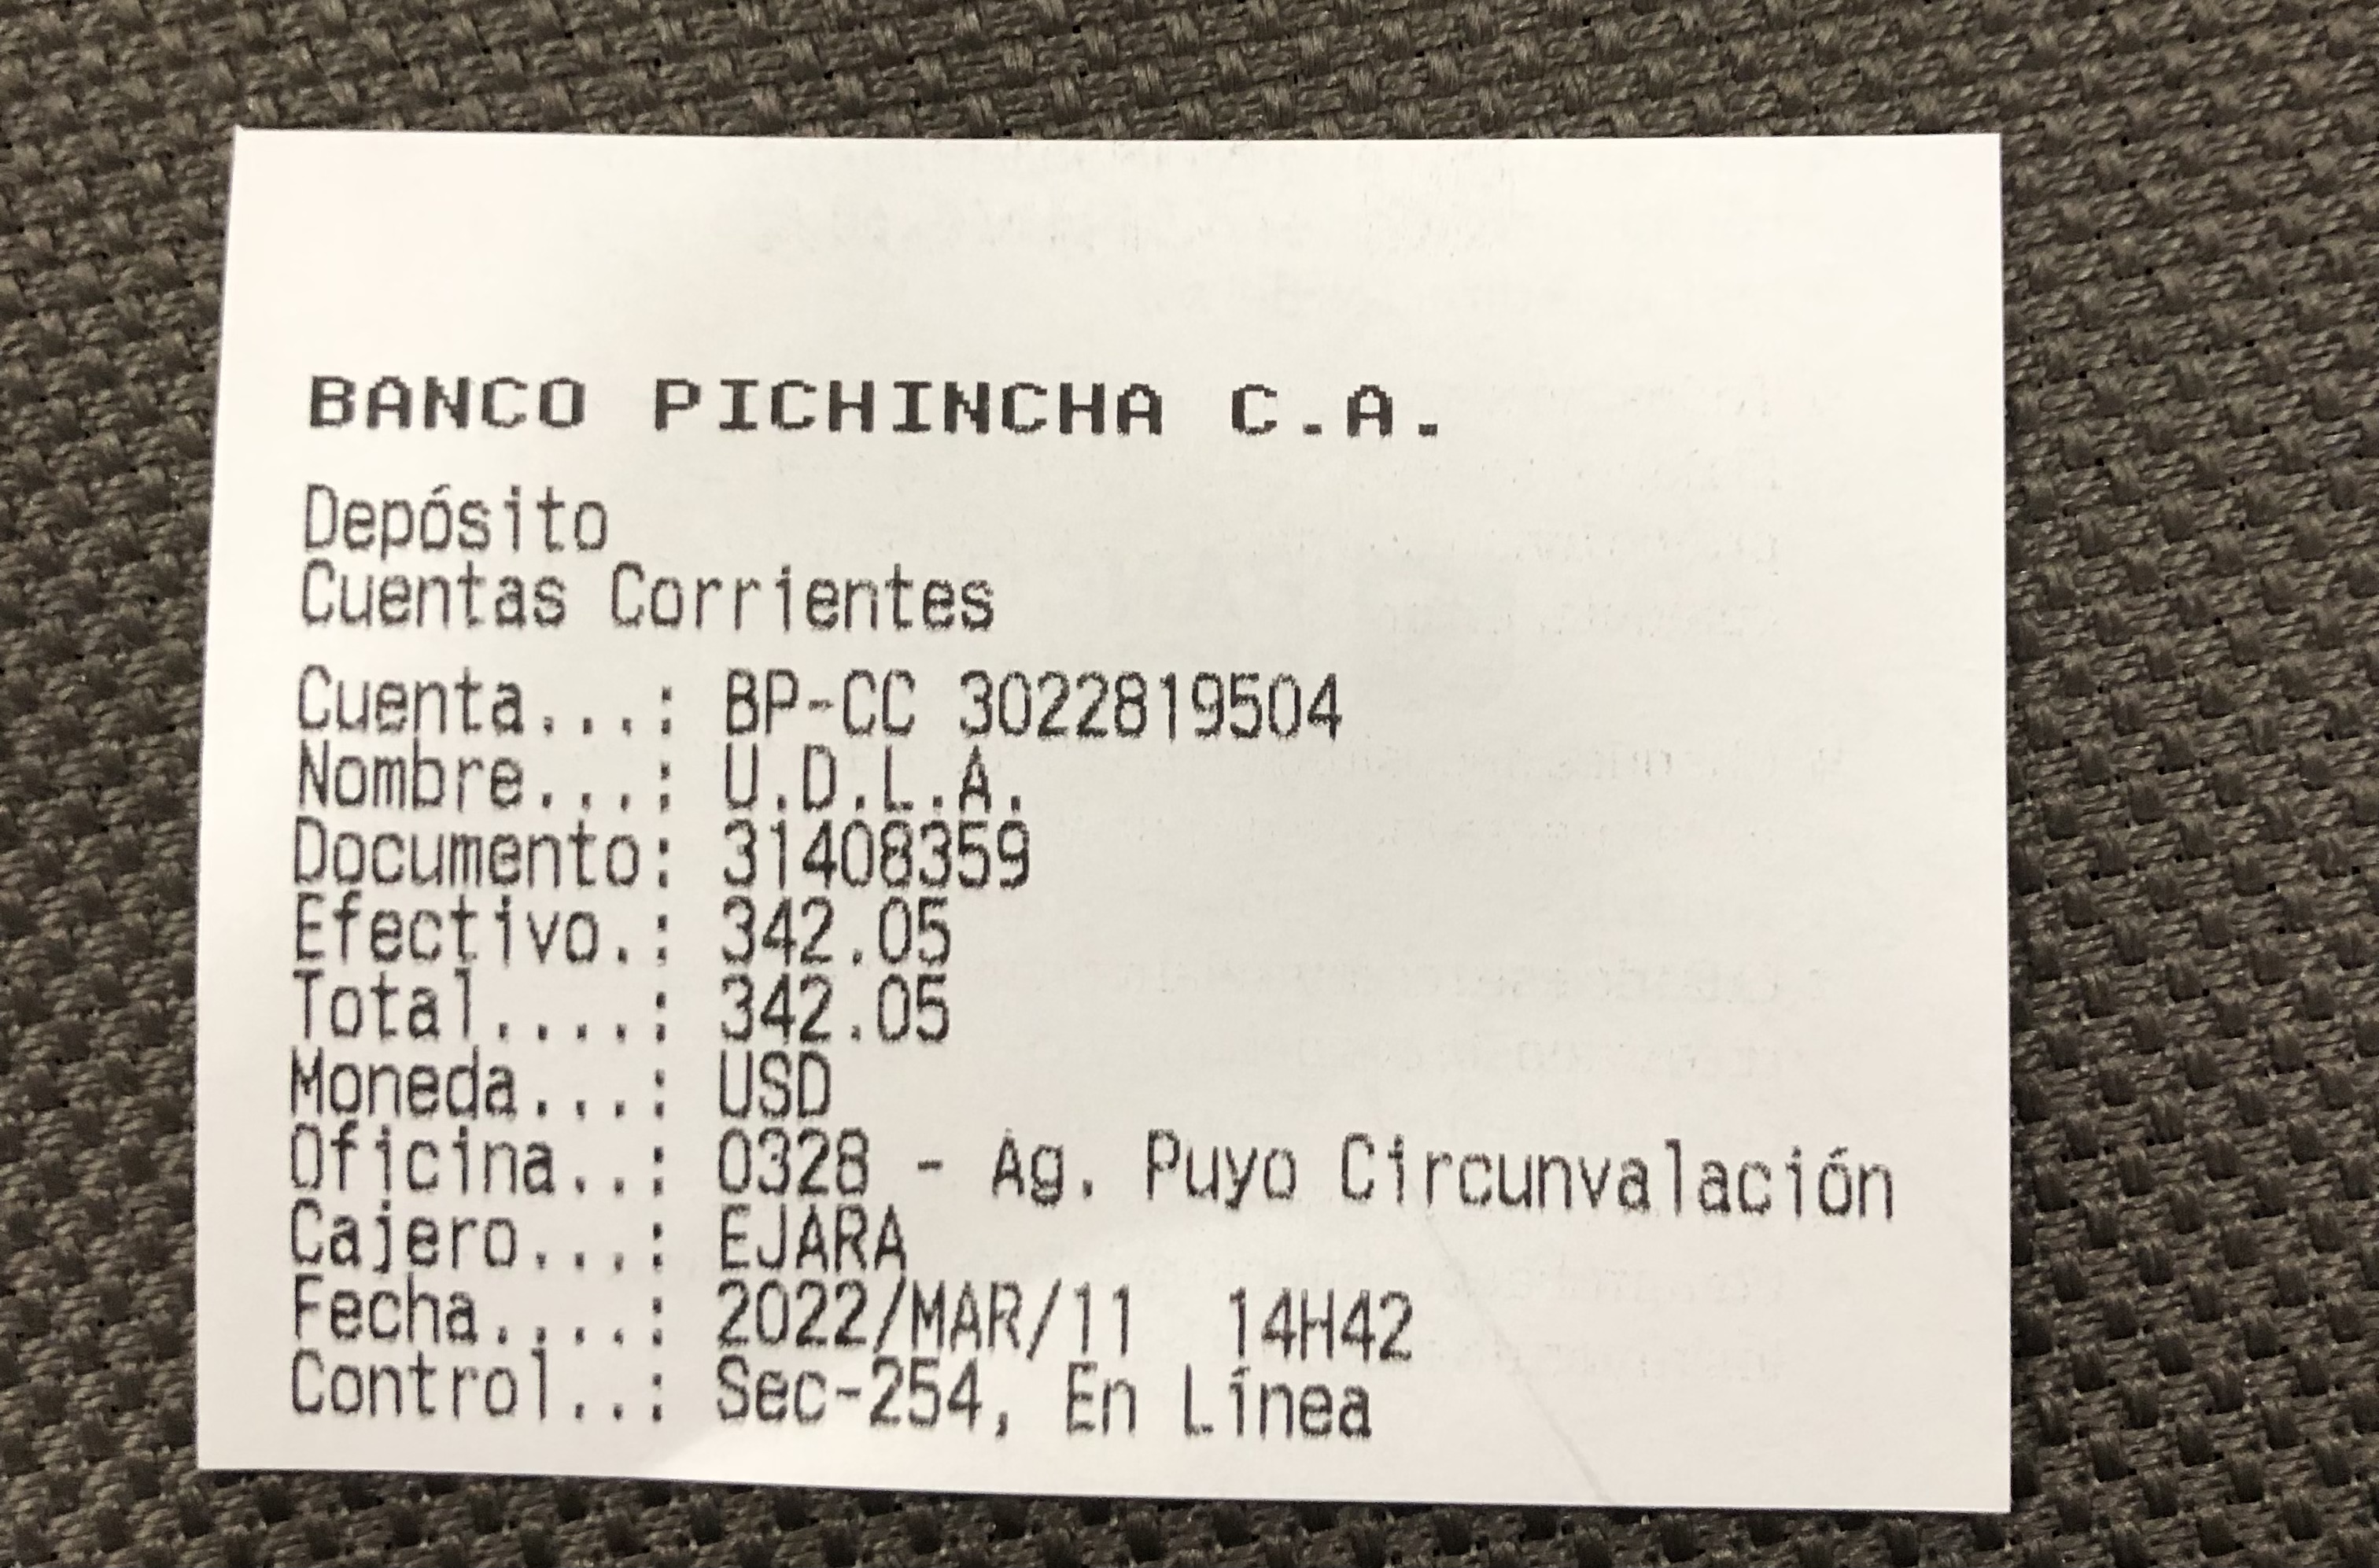 BANCO PICHINCHA C.A.
Depósito
Cuentas Corrientes
Cuenta...: BP-CC 3022819504
Nombre...: U.D.L.A.
Documento: 31408359
Efectivo.: 342.05
Total....: 342.05
Moneda...: USD
Oficina..: 0328 - Ag. Puyo Circunvalación
Cajero...: EJARA
Fecha....: 2022/MAR/11 14H42
Control..: Sec-254, En Línea